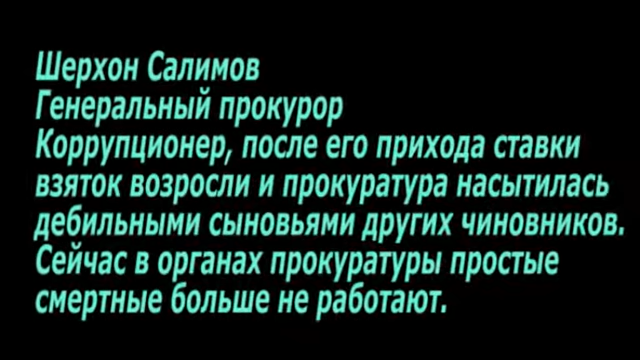 Шерхон Салимов
Генеральный прокурор
Коррупционер, после его прихода ставки
взяток возросли и прокуратура насытилась
дебильными сыновьями других чиновников.
Сейчас в органах прокуратуры простые
смертные больше не работают.